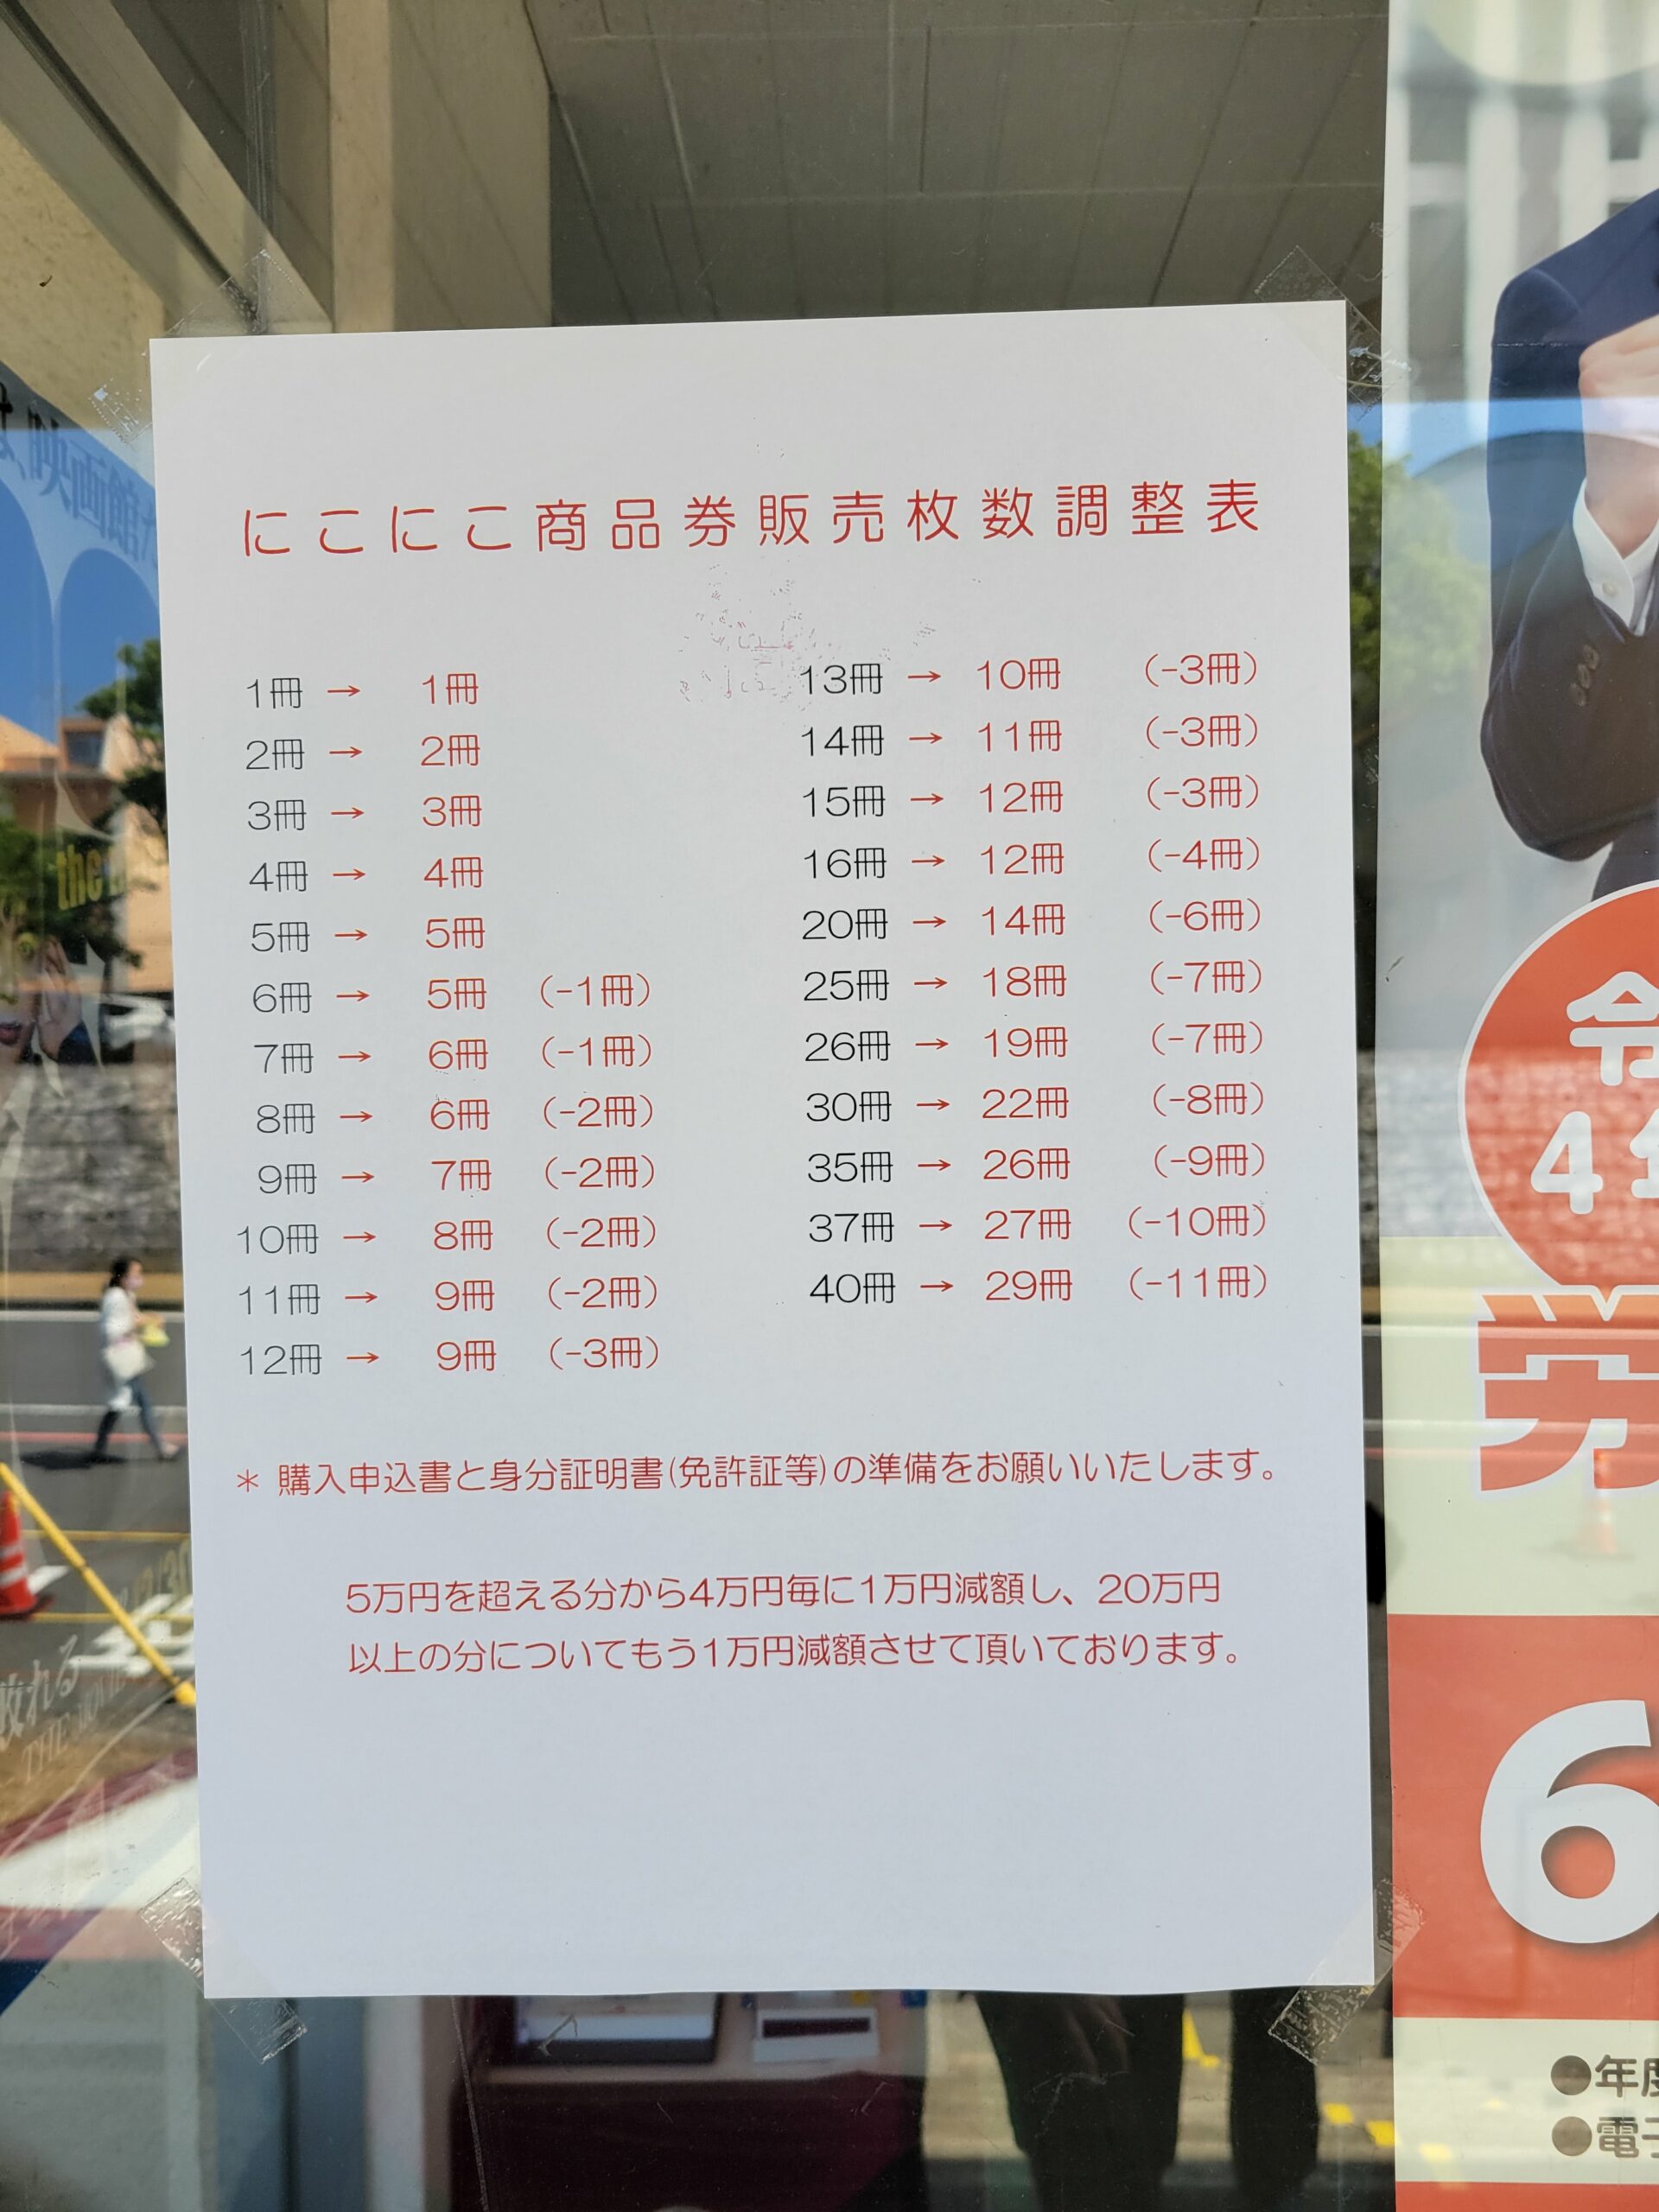 にこにこ商品券販売枚数調整表
1冊 → 1冊
2冊 → 2冊
3冊 → 3冊
4冊 → 4冊
5冊 → 5冊
6冊 → 5冊 (-1冊)
7冊 → 6冊 (-1冊)
8冊 → 6冊 (-2冊)
9冊 → 7冊 (-2冊)
10冊 → 8冊 (-2冊)
11冊 → 9冊 (-2冊)
12冊 → 9冊 (-3冊)
13冊 → 10冊 (-3冊)
14冊 → 11冊 (-3冊)
15冊 → 12冊 (-3冊)
16冊 → 12冊 (-4冊)
20冊 → 14冊 (-6冊)
25冊 → 18冊 (-7冊)
26冊 → 19冊 (-7冊)
30冊 → 22冊 (-8冊)
35冊 → 26冊 (-9冊)
37冊 → 27冊 (-10冊)
40冊 → 29冊 (-11冊)
＊ 購入申込書と身分証明書(免許証等)の準備をお願いいたします。
5万円を超える分から4万円毎に1万円減額し、20万円
以上の分についてもう1万円減額させて頂いております。
令
4
労
6
●年度
●電子